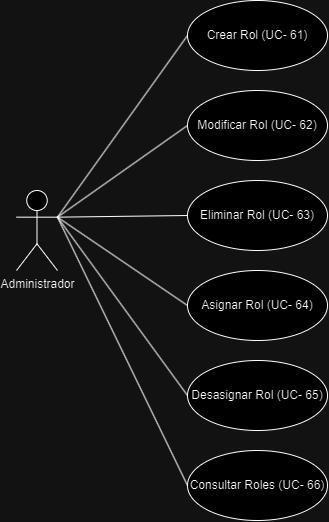 Crear Rol (UC- 61)
Modificar Rol (UC- 62)
Eliminar Rol (UC- 63)
Administrador
Asignar Rol (UC- 64)
Desasignar Rol (UC- 65)
Consultar Roles (UC- 66)